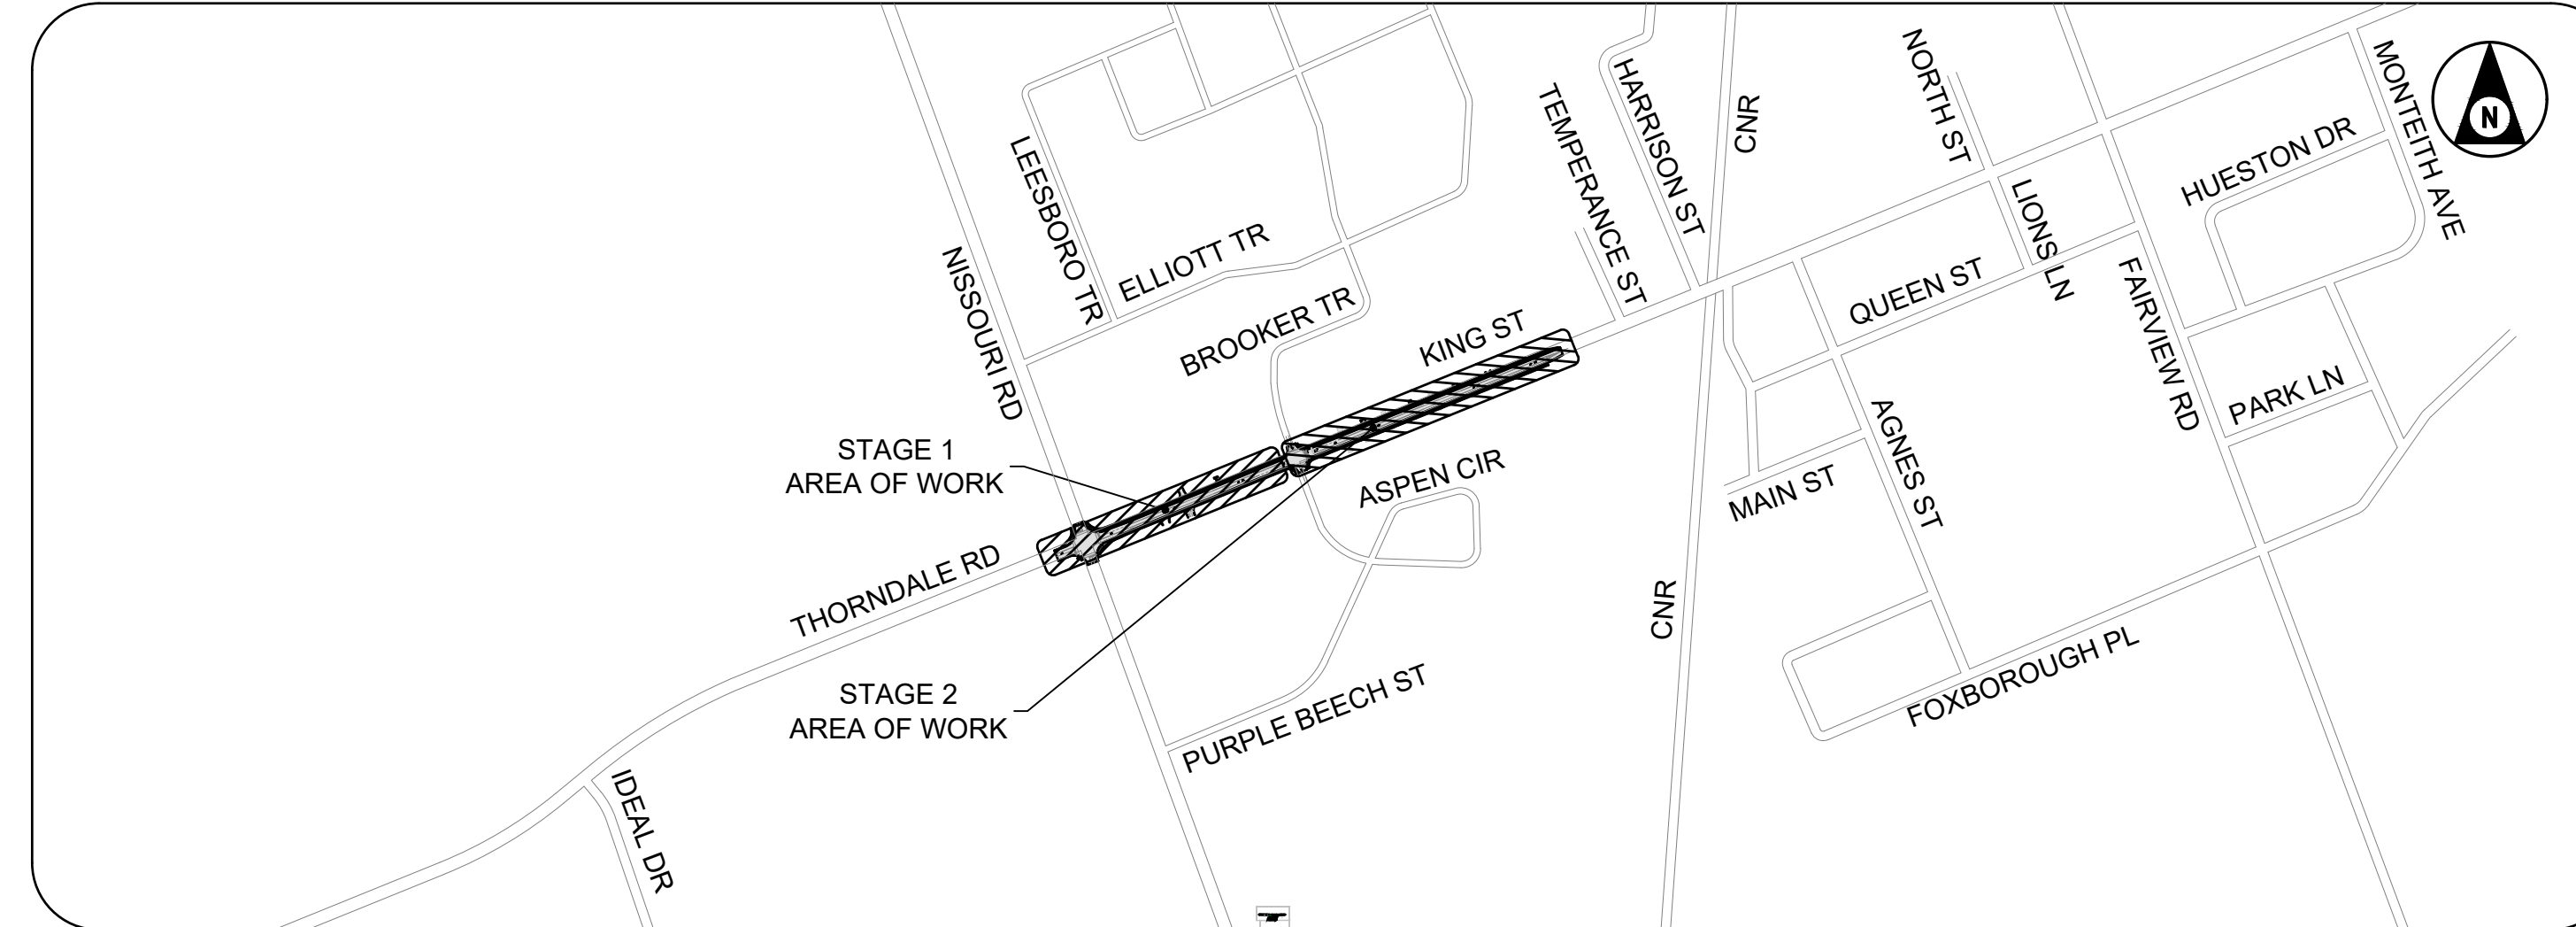 NORTH ST
MONTEITH AVE
N
HARRISON ST
TEMPERANCE ST
CNR
HUESTON DR
LEESBORO TR
LIONS LN
ELLIOTT TR
NISSOURI RD
QUEEN ST
FAIRVIEW RD
BROOKER TR
KING ST
PARK LN
AGNES ST
STAGE 1
AREA OF WORK
ASPEN CIR
MAIN ST
THORNDALE RD
CNR
FOXBOROUGH PL
STAGE 2
AREA OF WORK
PURPLE BEECH ST
IDEAL DR